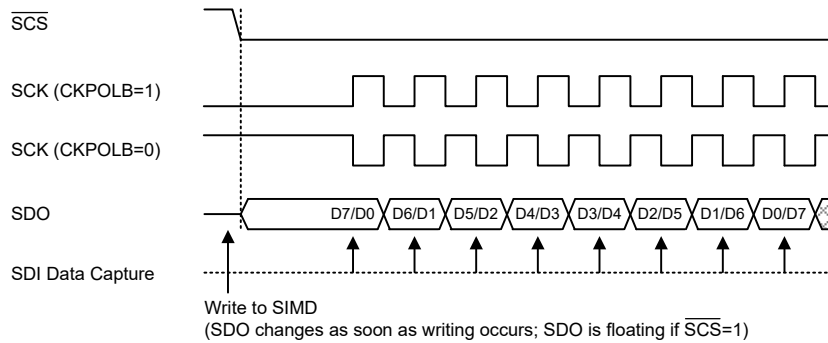 SCS
SCK (CKPOLB=1)
SCK (CKPOLB=0)
SDO D7/D0 D6/D1 D5/D2 D4/D3 D3/D4 D2/D5 D1/D6 D0/D7
SDI Data Capture
Write to SIMD
(SDO changes as soon as writing occurs; SDO is floating if SCS=1)